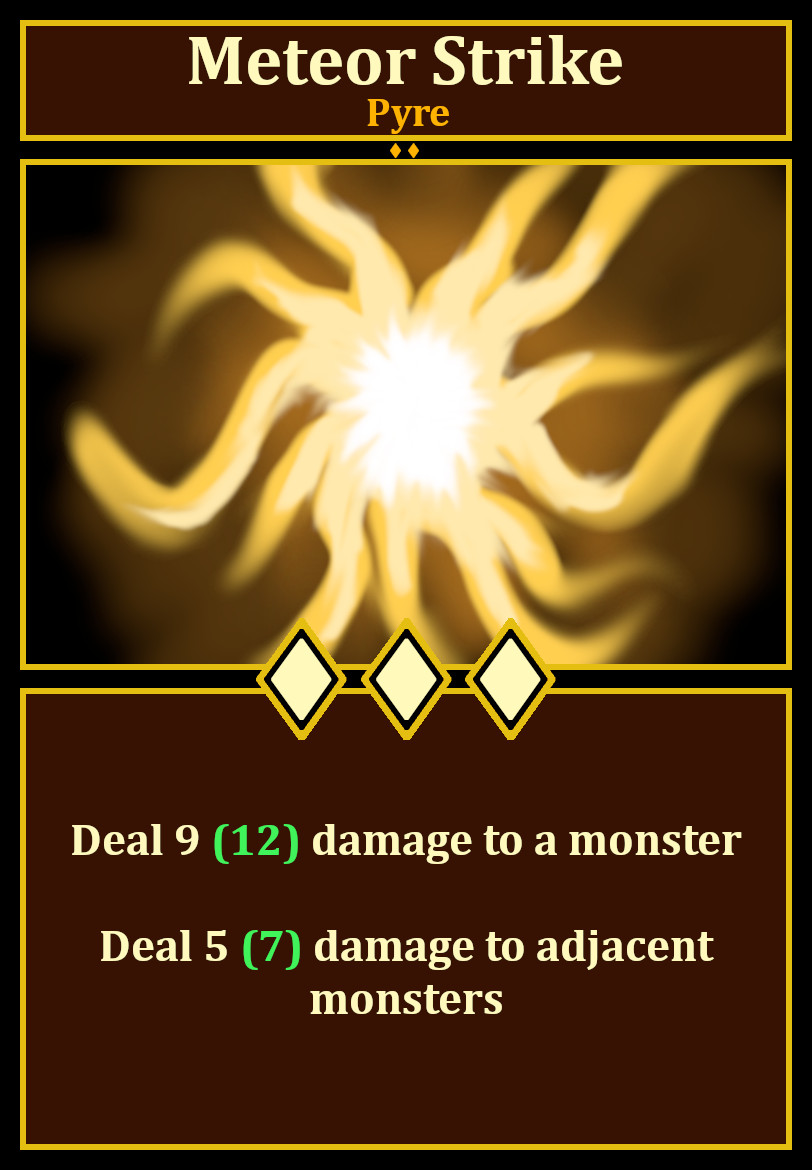 Meteor Strike
Pyre
Deal 9 (12) damage to a monster
Deal 5 (7) damage to adjacent
monsters